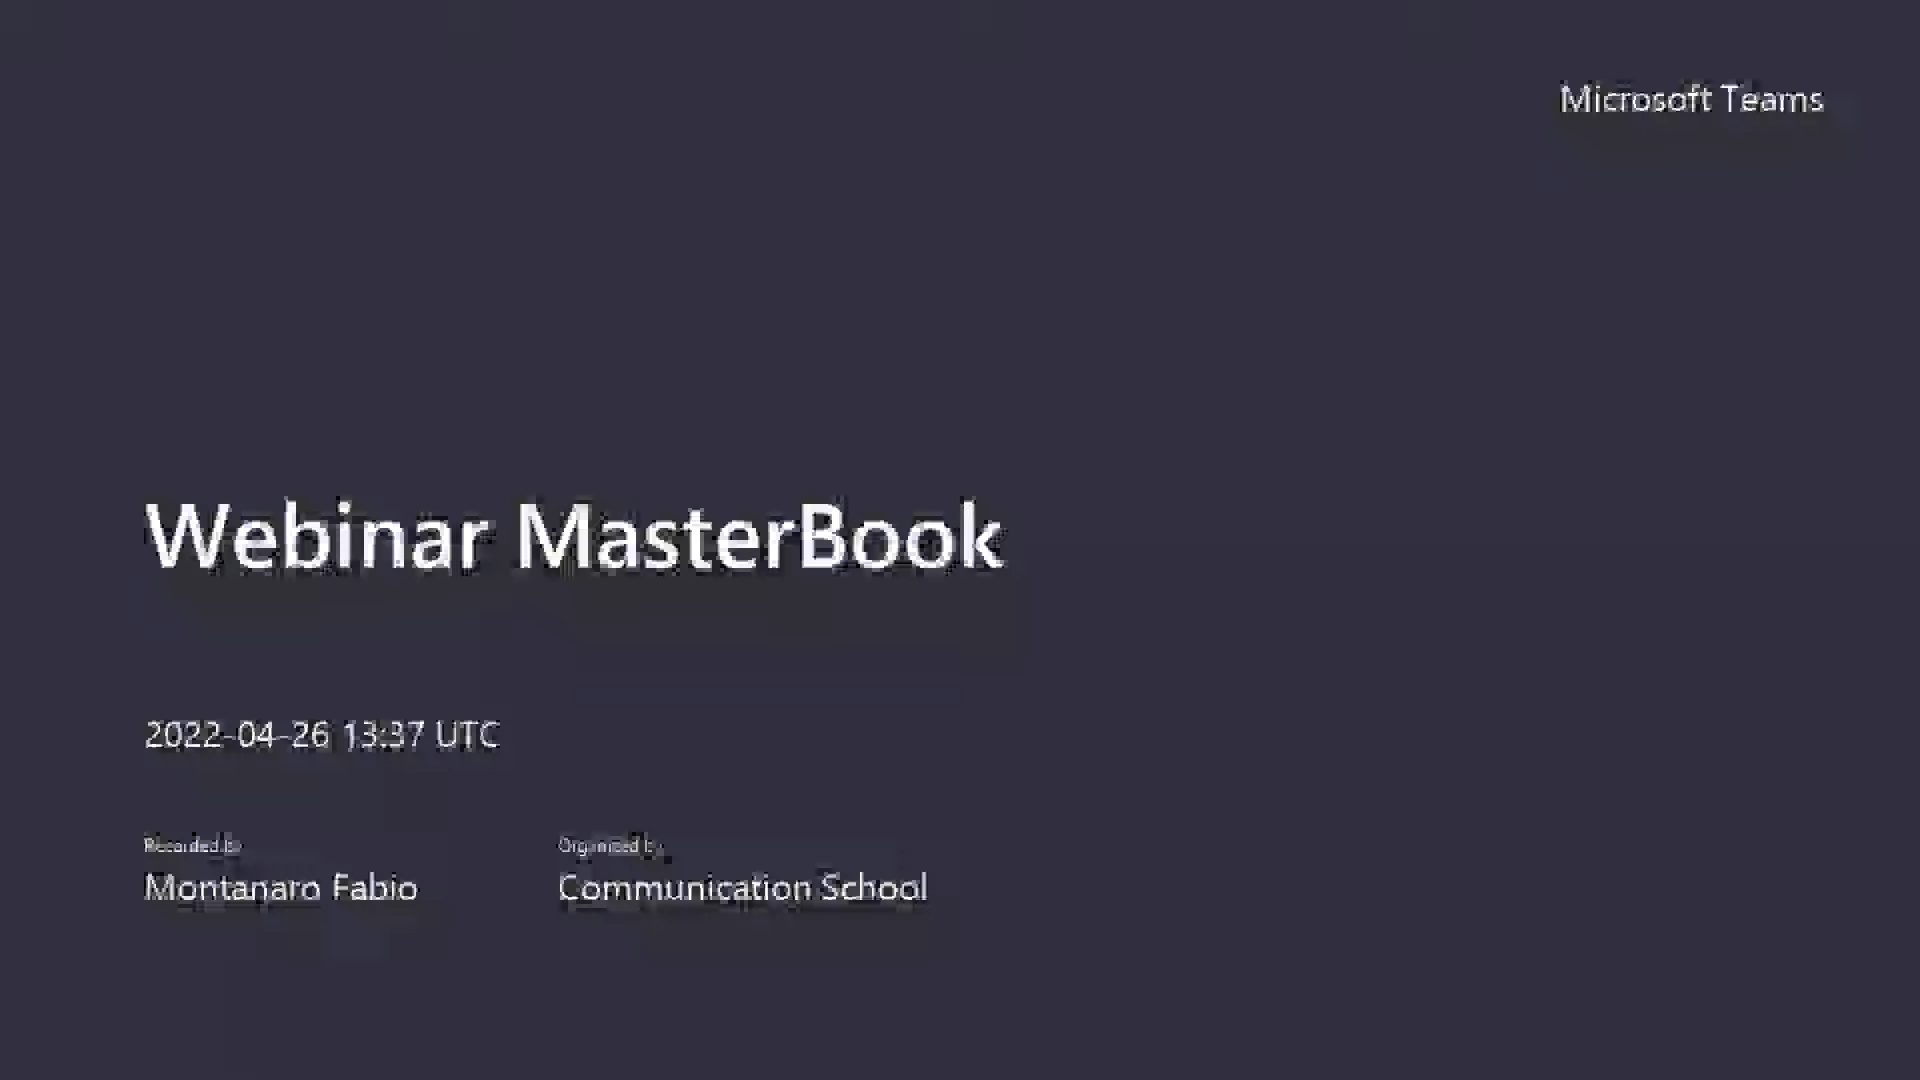 Microsoft Teams
Webinar MasterBook
2022-04-26 13:37 UTC
Recorded by
Organized by
Montanaro Fabio
Communication School